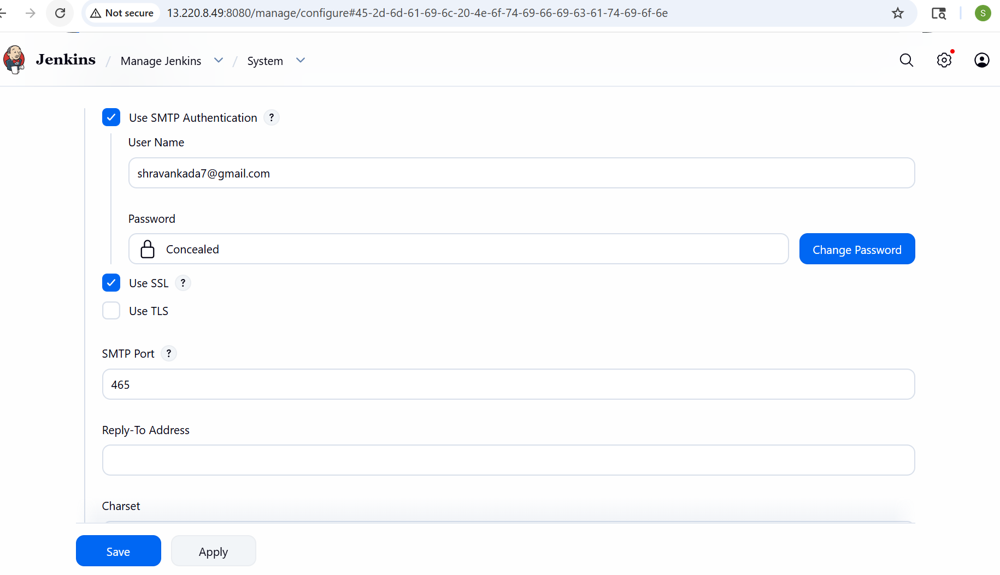 Not secure 13.220.8.49:8080/manage/configure#45-2d-6d-61-69-6c-20-4e-6f-74-69-66-69-63-61-74-69-6f-6e S
Jenkins / Manage Jenkins / System
Use SMTP Authentication ?
User Name
shravankada7@gmail.com
Password
Concealed Change Password
Use SSL ?
Use TLS
SMTP Port ?
465
Reply-To Address
Charset
Save Apply